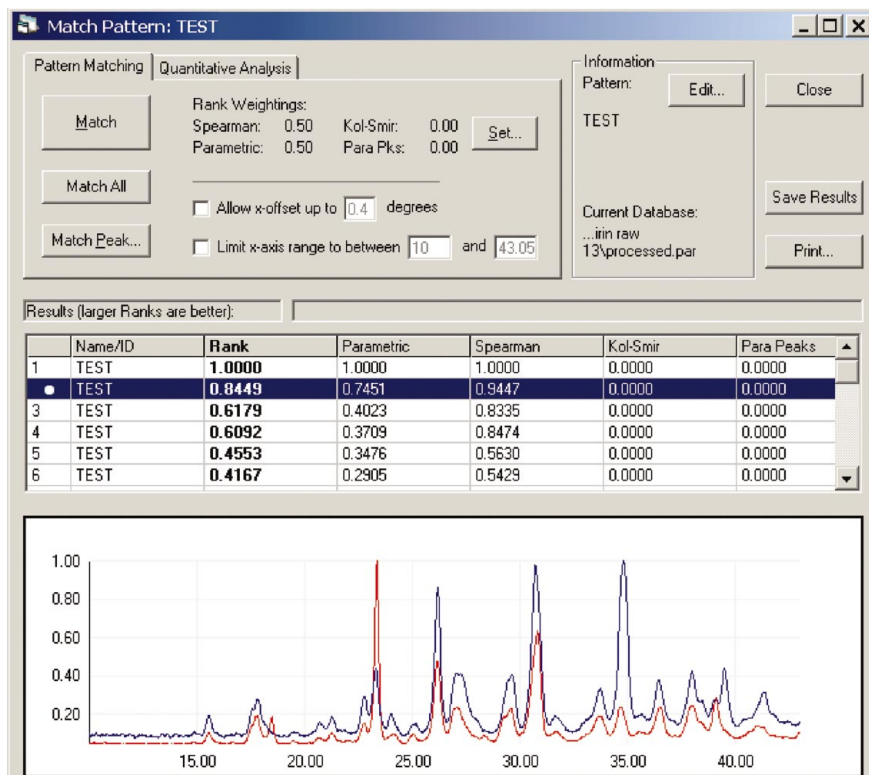 Match Pattern: TEST
Pattern Matching
Quantitative Analysis
Match
Match All
Match Peak...
Rank Weightings:
Spearman: 0.50 Kol-Smir: 0.00
Parametric: 0.50 Para Pks: 0.00
Set...
Allow x-offset up to 0.4 degrees
Limit x-axis range to between 10 and 43.05
Information
Pattern:
Edit...
TEST
Current Database:
...irin raw
13\processed.par
Close
Save Results
Print...
Results (larger Ranks are better):
Name/ID Rank Parametric Spearman Kol-Smir Para Peaks
1 TEST 1.0000 1.0000 1.0000 0.0000 0.0000
TEST 0.8449 0.7451 0.9447 0.0000 0.0000
3 TEST 0.6179 0.4023 0.8335 0.0000 0.0000
4 TEST 0.6092 0.3709 0.8474 0.0000 0.0000
5 TEST 0.4553 0.3476 0.5630 0.0000 0.0000
6 TEST 0.4167 0.2905 0.5429 0.0000 0.0000
1.00
0.80
0.60
0.40
0.20
15.00 20.00 25.00 30.00 35.00 40.00